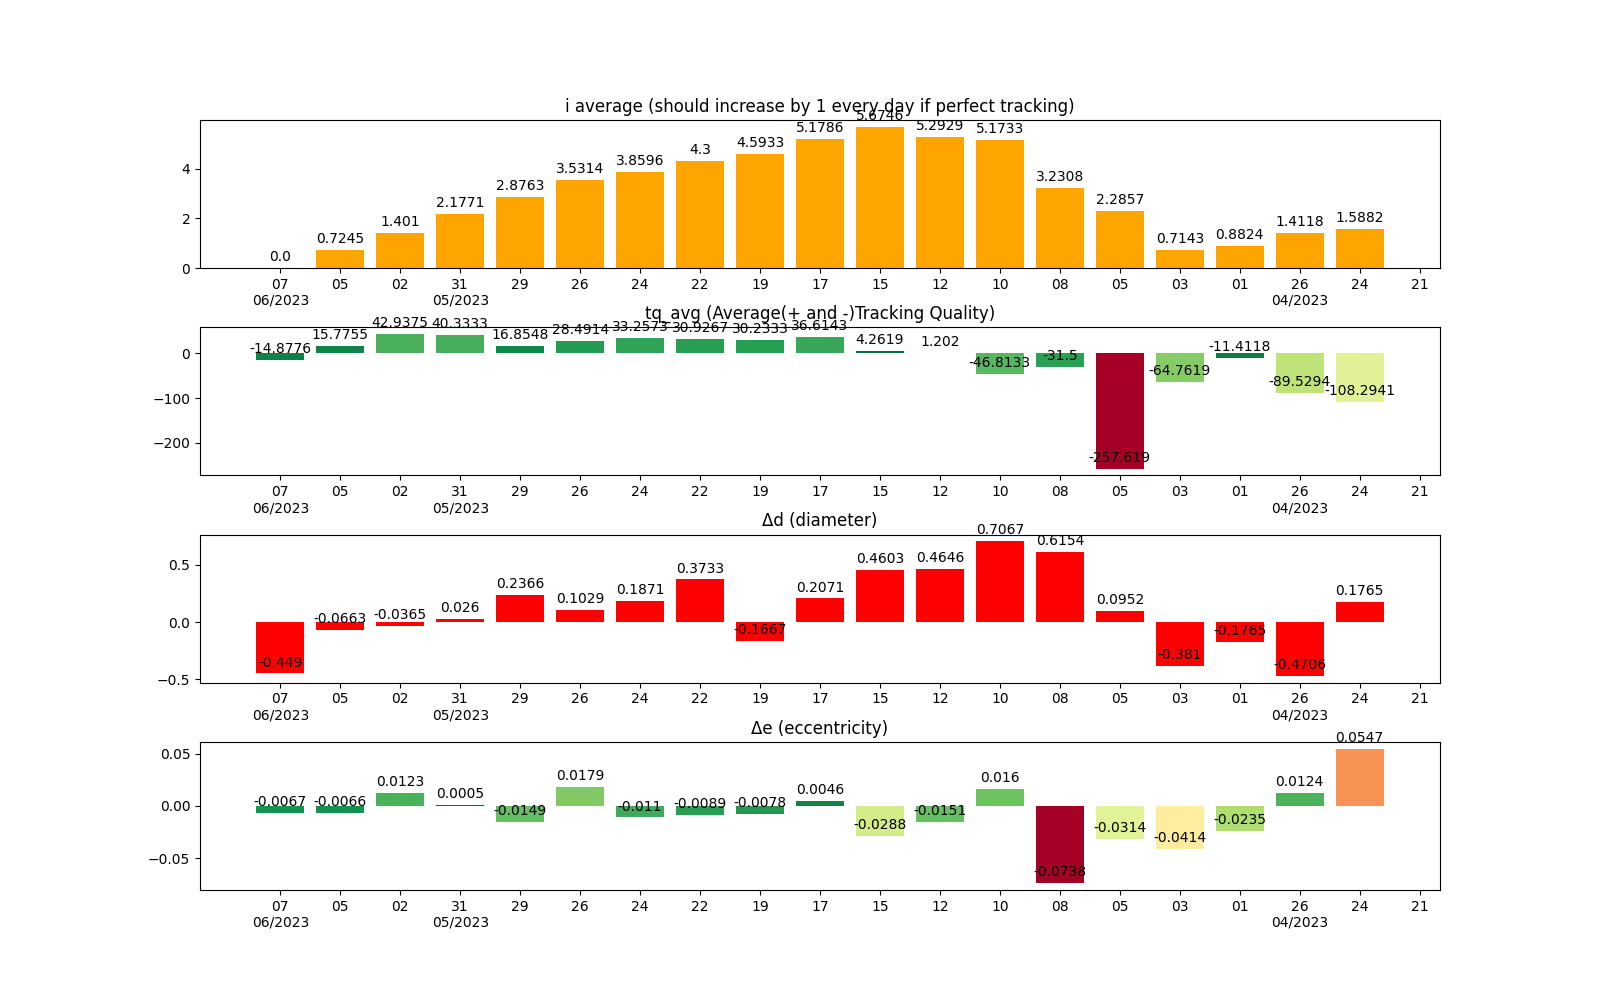 i average (should increase by 1 every day if perfect tracking)
0.0 0.7245 1.401 2.1771 2.8763 3.5314 3.8596 4.3 4.5933 5.1786 5.6746 5.2929 5.1733 3.2308 2.2857 0.7143 0.8824 1.4118 1.5882
4
2
0
07 05 02 31 29 26 24 22 19 17 15 12 10 08 05 03 01 26 24 21
06/2023 05/2023 04/2023
tq_avg (Average(+ and -)Tracking Quality)
-14.8776 15.7755 42.9375 40.3333 16.8548 28.4914 33.2573 30.9267 30.2333 36.6143 4.2619 1.202 -46.8133 -31.5 -257.619 -64.7619 -11.4118 -89.5294 -108.2941
0
−100
−200
07 05 02 31 29 26 24 22 19 17 15 12 10 08 05 03 01 26 24 21
06/2023 05/2023 04/2023
Δd (diameter)
-0.449 -0.0663 -0.0365 0.026 0.2366 0.1029 0.1871 0.3733 -0.1667 0.2071 0.4603 0.4646 0.7067 0.6154 0.0952 -0.381 -0.1765 -0.4706 0.1765
0.5
0.0
−0.5
07 05 02 31 29 26 24 22 19 17 15 12 10 08 05 03 01 26 24 21
06/2023 05/2023 04/2023
Δe (eccentricity)
-0.0067 -0.0066 0.0123 0.0005 -0.0149 0.0179 -0.011 -0.0089 -0.0078 0.0046 -0.0288 -0.0151 0.016 -0.0738 -0.0314 -0.0414 -0.0235 0.0124 0.0547
0.05
0.00
−0.05
07 05 02 31 29 26 24 22 19 17 15 12 10 08 05 03 01 26 24 21
06/2023 05/2023 04/2023